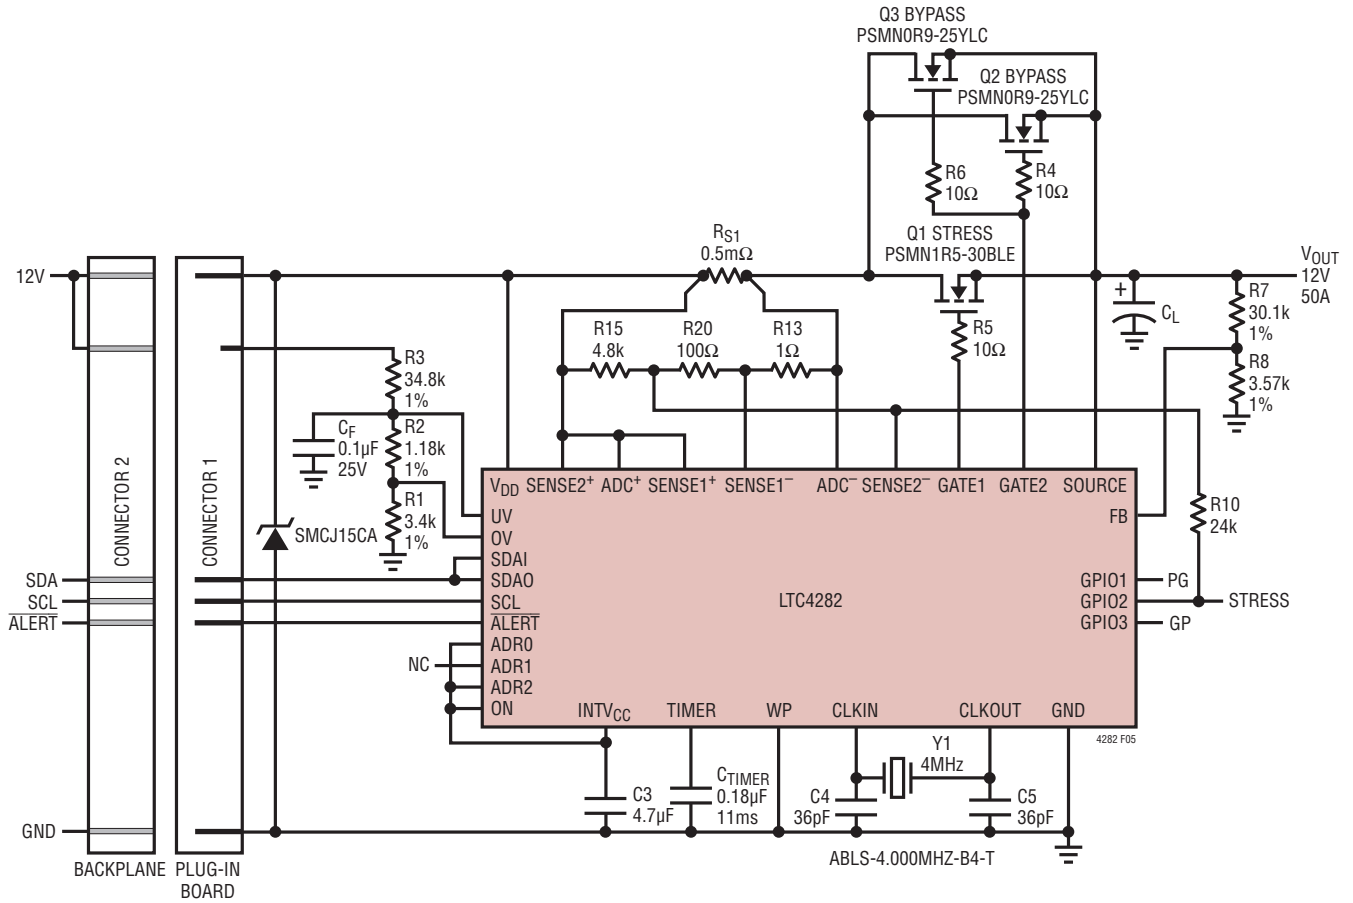 Q3 BYPASS
PSMN0R9-25YLC
Q2 BYPASS
PSMN0R9-25YLC
R6
10Ω
R4
10Ω
Q1 STRESS
PSMN1R5-30BLE
RS1
0.5mΩ
VOUT
12V
50A
12V
R15
4.8k
R20
100Ω
R13
1Ω
R5
10Ω
+
CL
R7
30.1k
1%
R8
3.57k
1%
R3
34.8k
1%
CF
0.1µF
25V
R2
1.18k
1%
R1
3.4k
1%
CONNECTOR 2
CONNECTOR 1
SMCJ15CA
VDD
SENSE2+
ADC+
SENSE1+
SENSE1–
ADC–
SENSE2–
GATE1
GATE2
SOURCE
UV
OV
SDAI
SDAO
SCL
ALERT
ADR0
ADR1
ADR2
ON
NC
FB
R10
24k
LTC4282
GPIO1
PG
GPIO2
STRESS
GPIO3
GP
SDA
SCL
ALERT
INTVCC
TIMER
WP
CLKIN
CLKOUT
GND
4282 F05
Y1
4MHz
C3
4.7µF
CTIMER
0.18µF
11ms
C4
36pF
C5
36pF
ABLS-4.000MHZ-B4-T
GND
BACKPLANE
PLUG-IN
BOARD